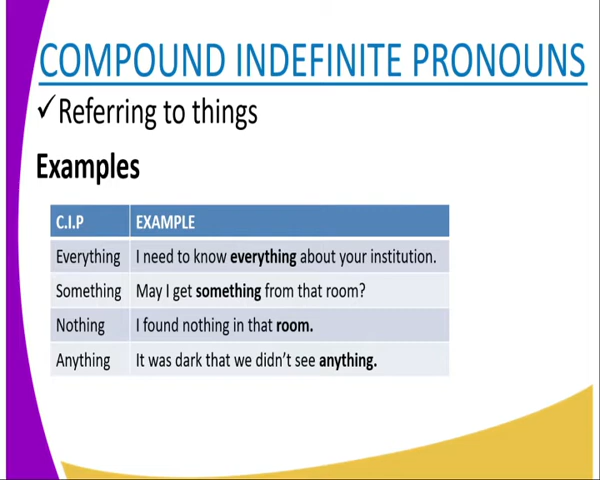 COMPOUND INDEFINITE PRONOUNS
✓Referring to things
Examples
C.I.P EXAMPLE
Everything I need to know everything about your institution.
Something May I get something from that room?
Nothing I found nothing in that room.
Anything It was dark that we didn't see anything.